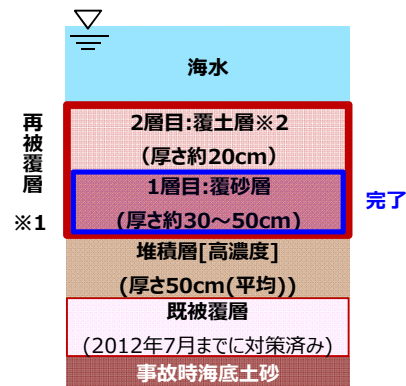 海水
再被覆層
※1
2層目:覆土層※2
(厚さ約20cm)
1層目:覆砂層
(厚さ約30～50cm)
完了
堆積層[高濃度]
(厚さ50cm(平均))
既被覆層
(2012年7月までに対策済み)
事故時海底土砂